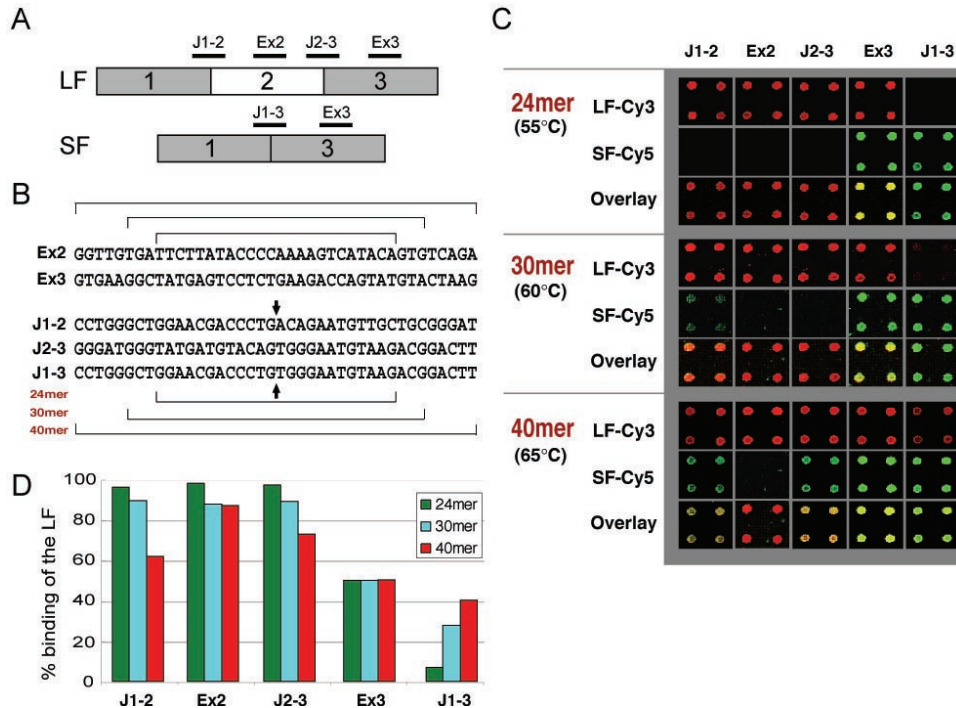 A
J1-2 Ex2 J2-3 Ex3
LF 1 2 3
J1-3 Ex3
SF 1 3
B
Ex2 GGTTGTGATTCTTATACCCCAAAAGTCATACAGTGTCAGA
Ex3 GTGAAGGCTATGAGTCCTCTGAAGACCAGTATGTACTAAG
J1-2 CCTGGGCTGGAACGACCCTGACAGAATGTTGCTGCGGGAT
J2-3 GGGATGGGTATGATGTACAGTGGGAATGTAAGACGGACTT
J1-3 CCTGGGCTGGAACGACCCTGTGGGAATGTAAGACGGACTT
24mer
30mer
40mer
C
J1-2 Ex2 J2-3 Ex3 J1-3
24mer
(55°C)
LF-Cy3
SF-Cy5
Overlay
30mer
(60°C)
LF-Cy3
SF-Cy5
Overlay
40mer
(65°C)
LF-Cy3
SF-Cy5
Overlay
D
% binding of the LF
100
80
60
40
20
0
24mer
30mer
40mer
J1-2 Ex2 J2-3 Ex3 J1-3